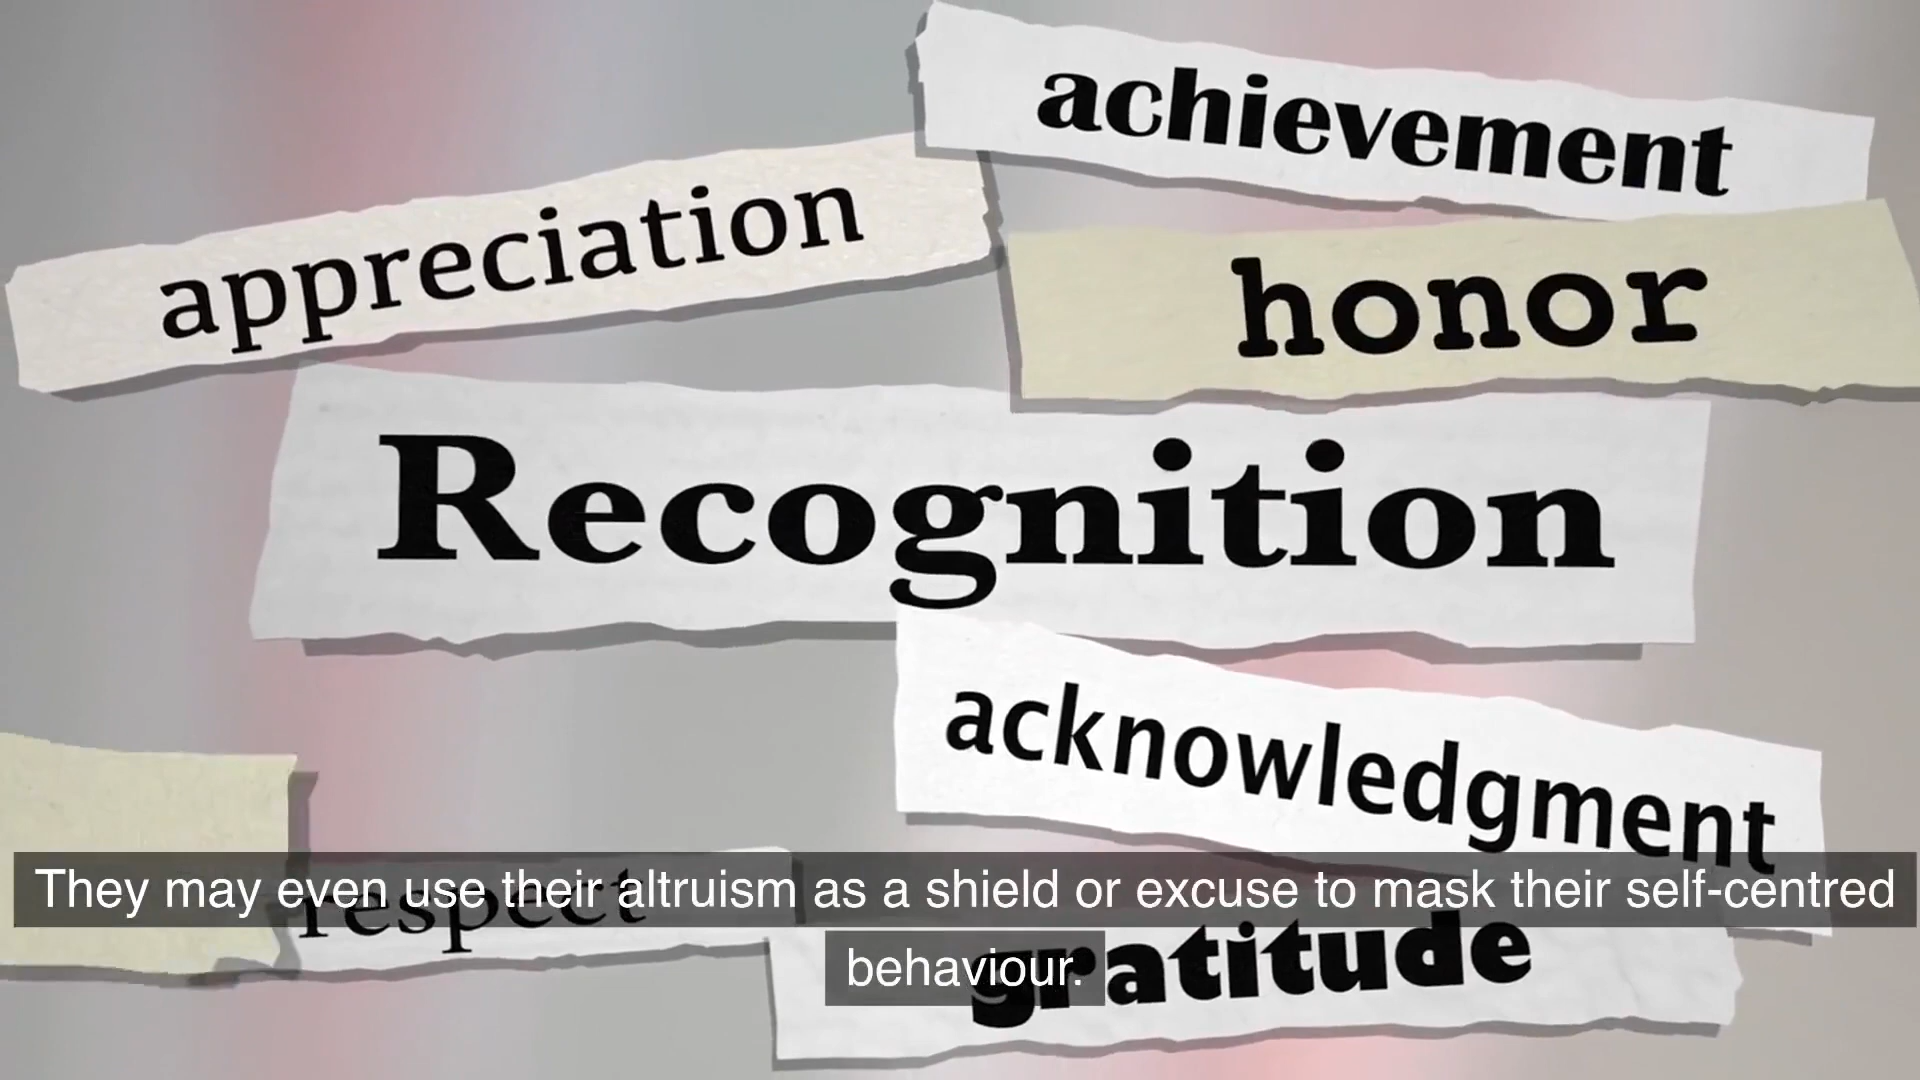 achievement
appreciation
honor
Recognition
acknowledgment
respect
gratitude
They may even use their altruism as a shield or excuse to mask their self-centred
behaviour.